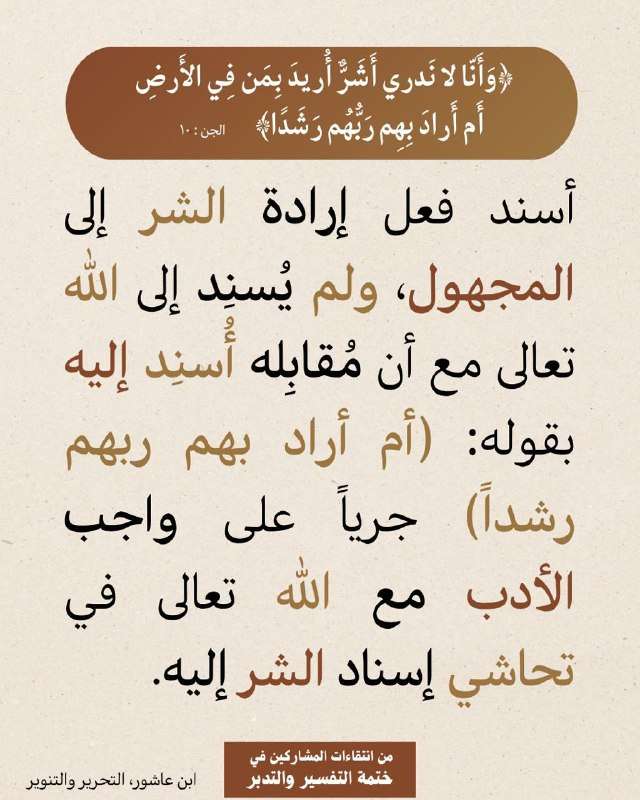 ﴿وَأَنّا لا نَدري أَشَرٌّ أُريدَ بِمَن فِي الأَرضِ
أَم أَرادَ بِهِم رَبُّهُم رَشَدًا﴾ الجن : ١٠
أسند فعل إرادة الشر إلى
المجهول، ولم يُسنِد إلى الله
تعالى مع أن مُقابِله أُسنِد إليه
بقوله: (أم أراد بهم ربهم
رشداً) جرياً على واجب
الأدب مع الله تعالى في
تحاشي إسناد الشر إليه.
من انتقاءات المشاركين في
ختمة التفسير والتدبر
ابن عاشور، التحرير والتنوير